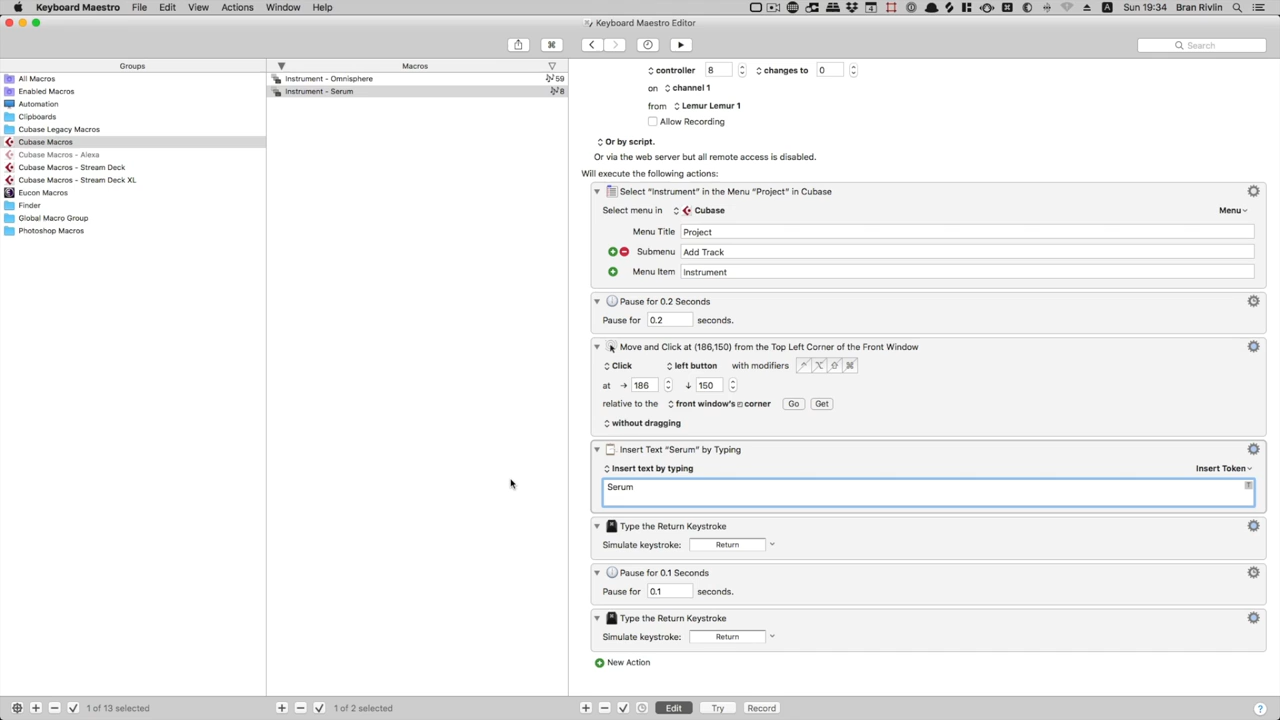 Keyboard Maestro File Edit View Actions Window Help
Sun 19:34 Bran Rivlin
Keyboard Maestro Editor
Search
Groups
All Macros
Enabled Macros
Automation
Clipboards
Cubase Legacy Macros
Cubase Macros
Cubase Macros - Alexa
Cubase Macros - Stream Deck
Cubase Macros - Stream Deck XL
Eucon Macros
Finder
Global Macro Group
Photoshop Macros
1 of 13 selected
Macros
Instrument - Omnisphere 59
Instrument - Serum 8
1 of 2 selected
controller 8 changes to 0
on channel 1
from Lemur Lemur 1
Allow Recording
Or by script.
Or via the web server but all remote access is disabled.
Will execute the following actions:
Select “Instrument” in the Menu “Project” in Cubase
Select menu in Cubase Menu
Menu Title Project
Submenu Add Track
Menu Item Instrument
Pause for 0.2 Seconds
Pause for 0.2 seconds.
Move and Click at (186,150) from the Top Left Corner of the Front Window
Click left button with modifiers
at → 186 ↓ 150
relative to the front window's corner Go Get
without dragging
Insert Text “Serum” by Typing
Insert text by typing Insert Token
Serum
Type the Return Keystroke
Simulate keystroke: Return
Pause for 0.1 Seconds
Pause for 0.1 seconds.
Type the Return Keystroke
Simulate keystroke: Return
New Action
Edit Try Record